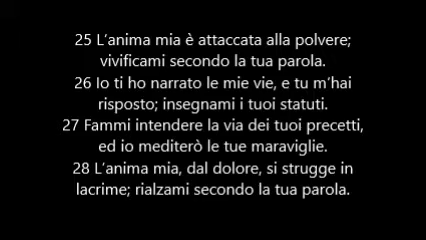 25 L’anima mia è attaccata alla polvere;
vivificami secondo la tua parola.
26 Io ti ho narrato le mie vie, e tu m’hai
risposto; insegnami i tuoi statuti.
27 Fammi intendere la via dei tuoi precetti,
ed io mediterò le tue maraviglie.
28 L’anima mia, dal dolore, si strugge in
lacrime; rialzami secondo la tua parola.